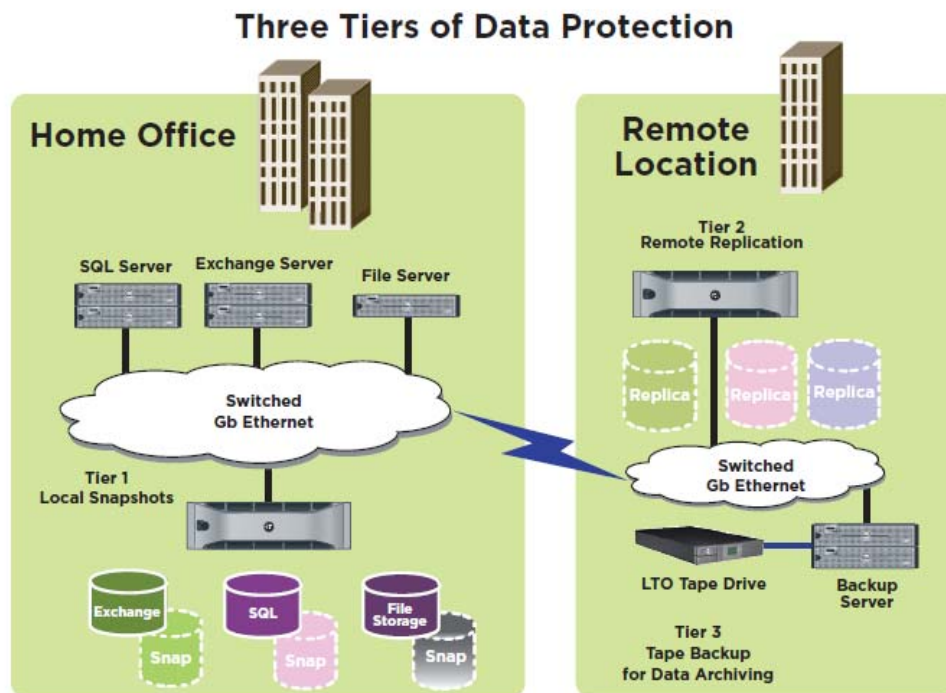 Three Tiers of Data Protection
Home Office
SQL Server
Exchange Server
File Server
Switched
Gb Ethernet
Tier 1
Local Snapshots
Exchange
Snap
SQL
Snap
File
Storage
Snap
Remote
Location
Tier 2
Remote Replication
Replica
Replica
Replica
Switched
Gb Ethernet
LTO Tape Drive
Backup
Server
Tier 3
Tape Backup
for Data Archiving